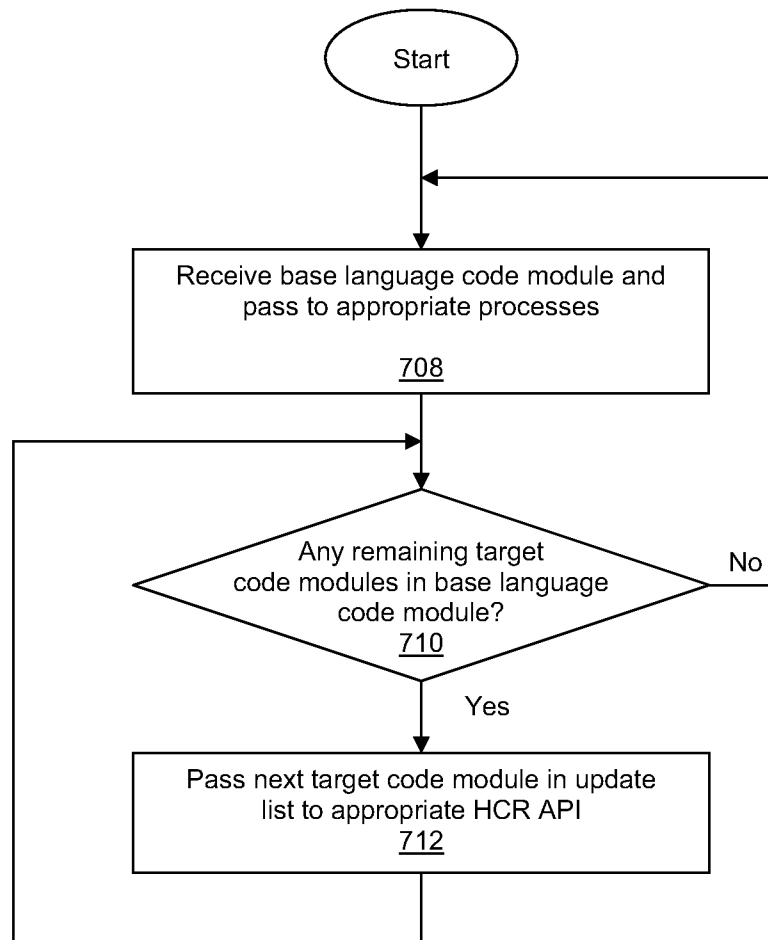 Start
Receive base language code module and
pass to appropriate processes
708
Any remaining target
code modules in base language
code module?
710
No
Yes
Pass next target code module in update
list to appropriate HCR API
712